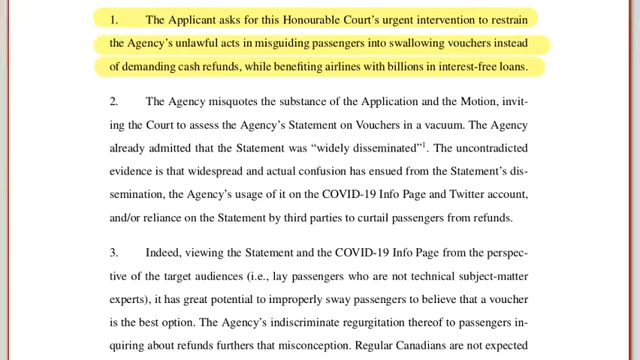 1. The Applicant asks for this Honourable Court's urgent intervention to restrain
the Agency's unlawful acts in misguiding passengers into swallowing vouchers instead
of demanding cash refunds, while benefiting airlines with billions in interest-free loans.
2. The Agency misquotes the substance of the Application and the Motion, invit-
ing the Court to assess the Agency's Statement on Vouchers in a vacuum. The Agency
already admitted that the Statement was “widely disseminated”1. The uncontradicted
evidence is that widespread and actual confusion has ensued from the Statement's dis-
semination, the Agency's usage of it on the COVID-19 Info Page and Twitter account,
and/or reliance on the Statement by third parties to curtail passengers from refunds.
3. Indeed, viewing the Statement and the COVID-19 Info Page from the perspec-
tive of the target audiences (i.e., lay passengers who are not technical subject-matter
experts), it has great potential to improperly sway passengers to believe that a voucher
is the best option. The Agency's indiscriminate regurgitation thereof to passengers in-
quiring about refunds furthers that misconception. Regular Canadians are not expected